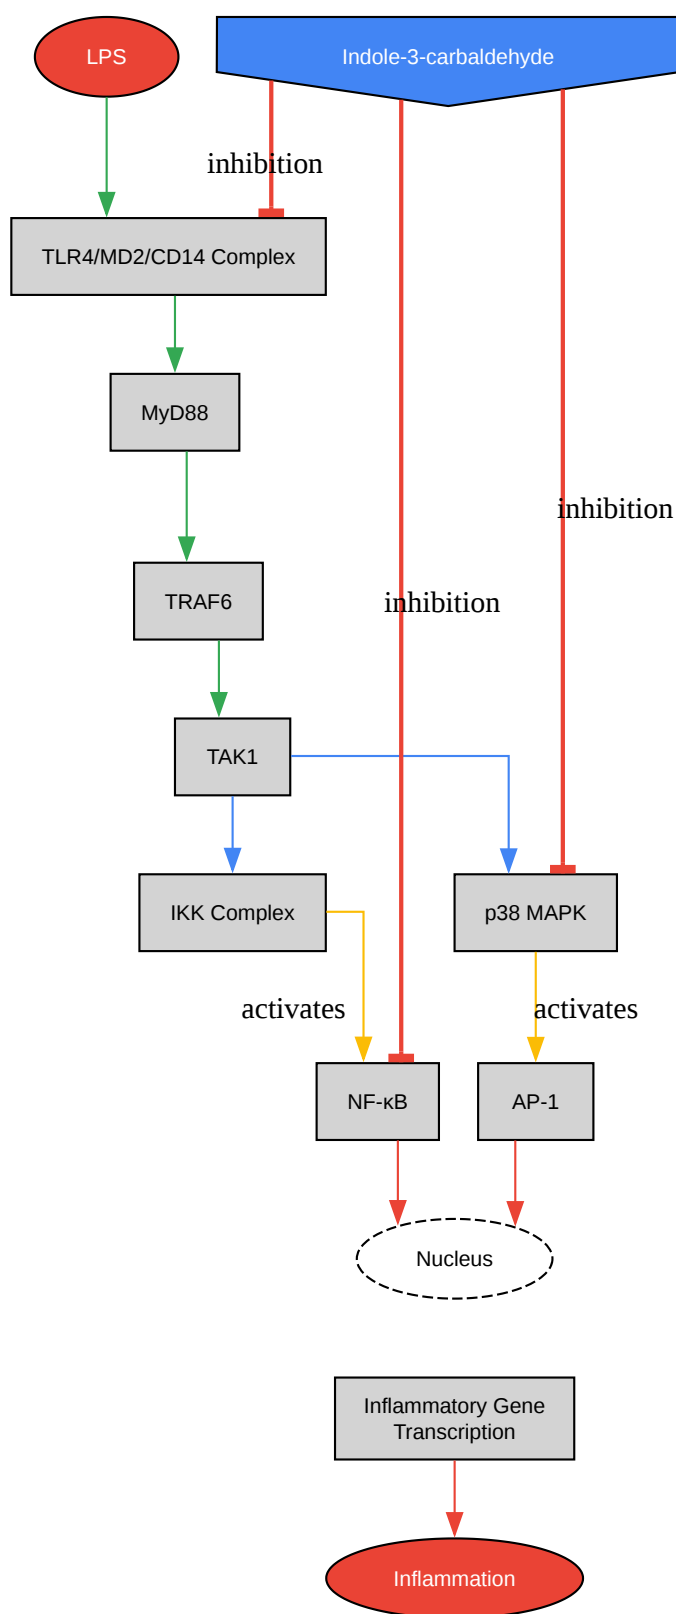 LPS
Indole-3-carbaldehyde
inhibition
TLR4/MD2/CD14 Complex
MyD88
inhibition
inhibition
TRAF6
TAK1
IKK Complex
p38 MAPK
activates
activates
NF-κB
AP-1
Nucleus
Inflammatory Gene
Transcription
Inflammation